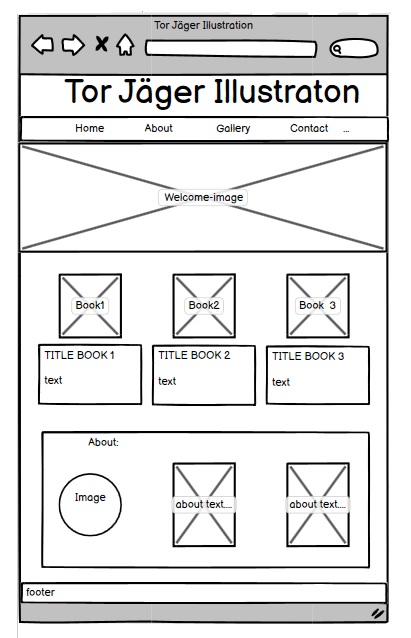 Tor Jäger Illustration
Tor Jäger Illustraton
Home About Gallery Contact ...
Welcome-image
Book1 Book2 Book 3
TITLE BOOK 1 TITLE BOOK 2 TITLE BOOK 3
text text text
About:
Image about text.... about text....
footer